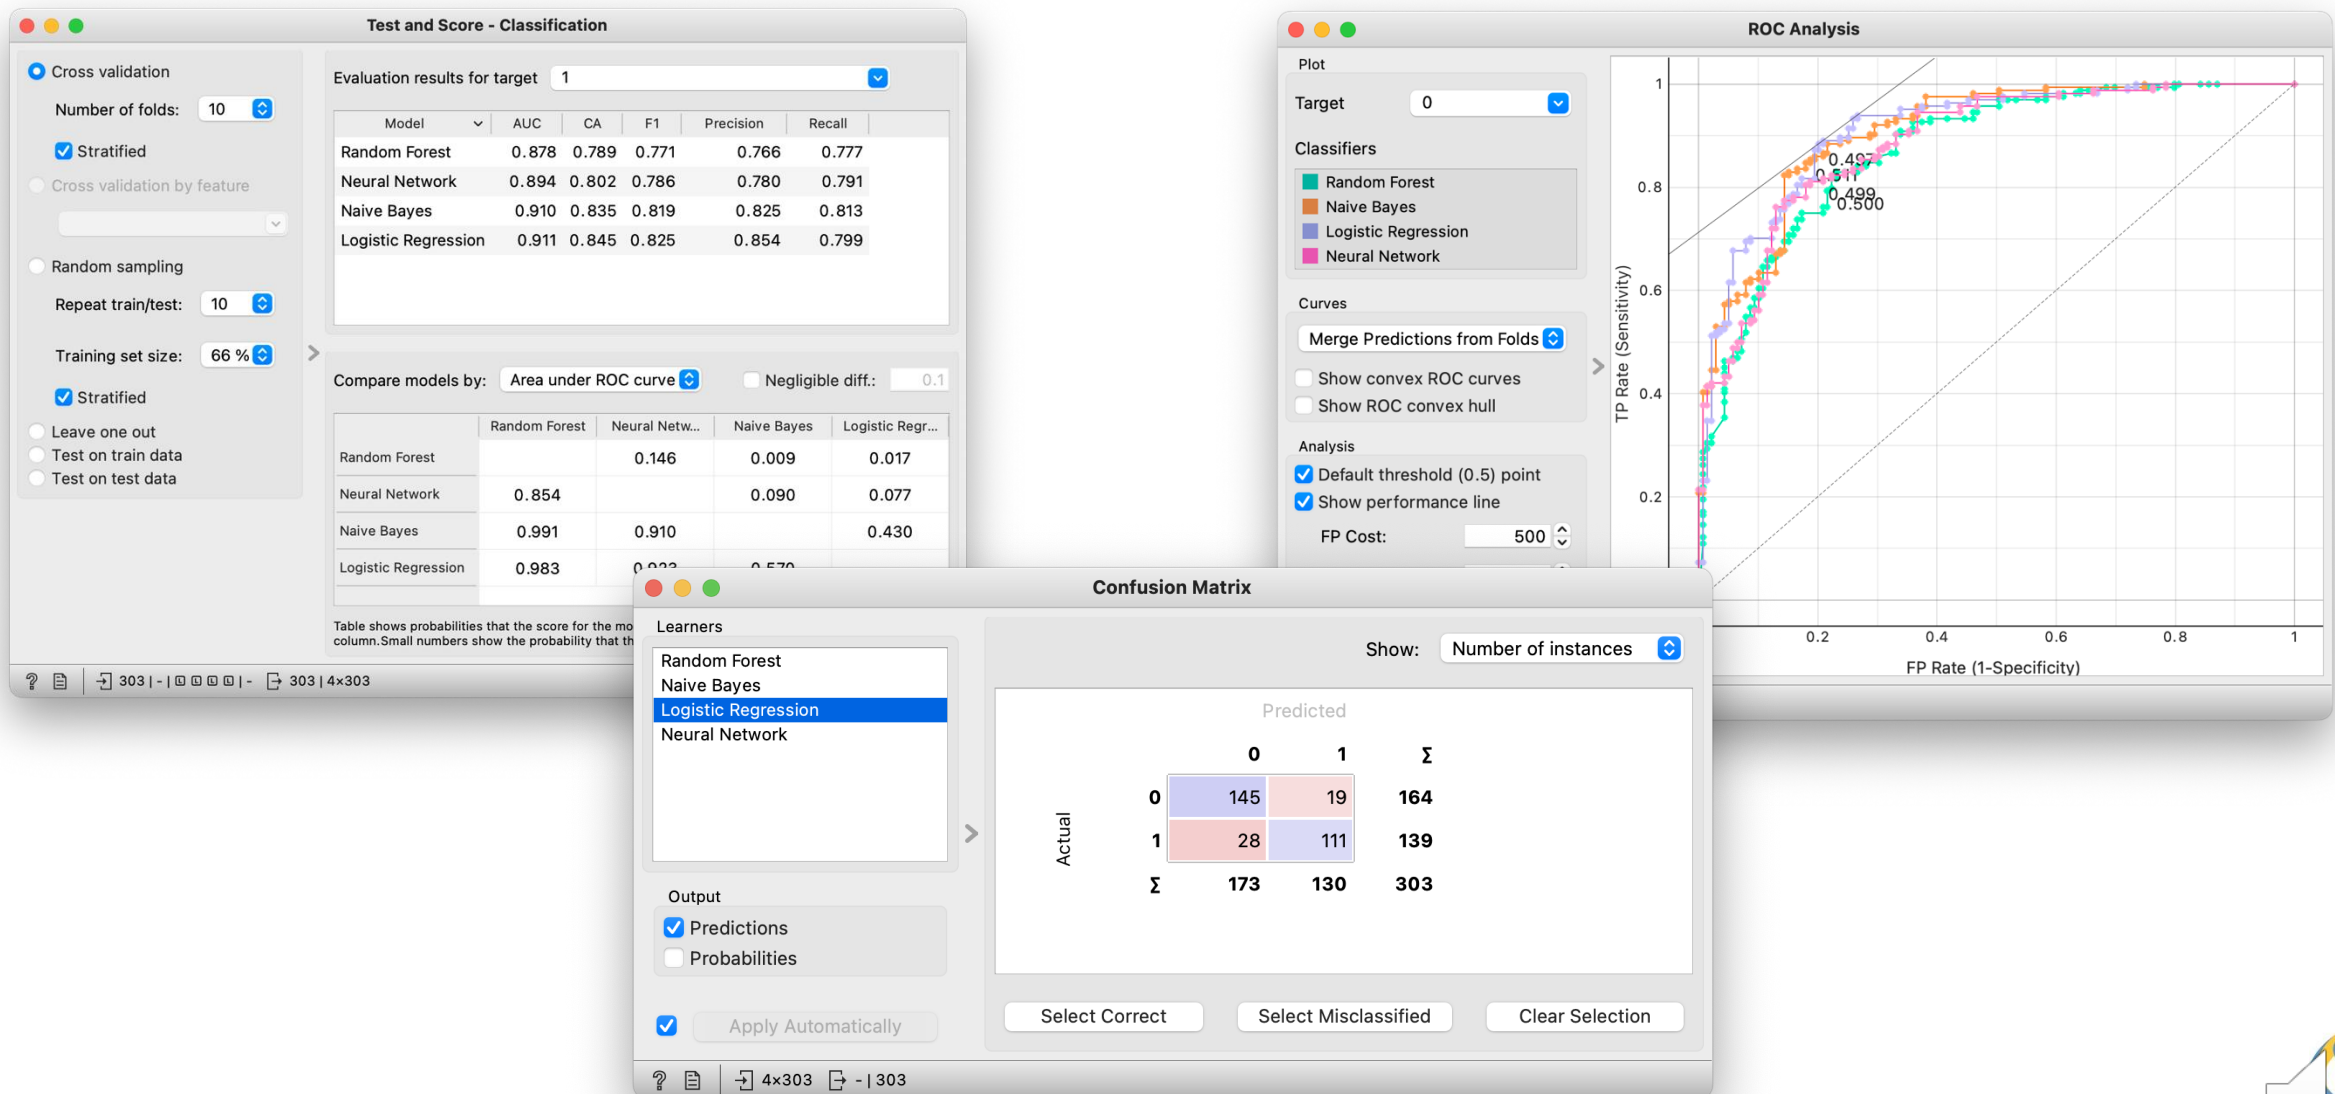 Test and Score - Classification
Cross validation
Number of folds: 10
Stratified
Cross validation by feature
Random sampling
Repeat train/test: 10
Training set size: 66 %
Stratified
Leave one out
Test on train data
Test on test data
Evaluation results for target 1
Model AUC CA F1 Precision Recall
Random Forest 0.878 0.789 0.771 0.766 0.777
Neural Network 0.894 0.802 0.786 0.780 0.791
Naive Bayes 0.910 0.835 0.819 0.825 0.813
Logistic Regression 0.911 0.845 0.825 0.854 0.799
Compare models by: Area under ROC curve Negligible diff.: 0.1
Random Forest Neural Netw... Naive Bayes Logistic Regr...
Random Forest 0.146 0.009 0.017
Neural Network 0.854 0.090 0.077
Naive Bayes 0.991 0.910 0.430
Logistic Regression 0.983 0.923 0.570
Table shows probabilities that the score for the mo
column.Small numbers show the probability that th
? 303 | - | - 303 | 4×303
ROC Analysis
Plot
Target 0
Classifiers
Random Forest
Naive Bayes
Logistic Regression
Neural Network
Curves
Merge Predictions from Folds
Show convex ROC curves
Show ROC convex hull
Analysis
Default threshold (0.5) point
Show performance line
FP Cost: 500
TP Rate (Sensitivity)
1
0.8
0.6
0.4
0.2
0.497
0.511
0.499
0.500
0.2 0.4 0.6 0.8 1
FP Rate (1-Specificity)
Confusion Matrix
Learners
Random Forest
Naive Bayes
Logistic Regression
Neural Network
Output
Predictions
Probabilities
Apply Automatically
Show: Number of instances
Predicted
0 1 Σ
Actual
0 145 19 164
1 28 111 139
Σ 173 130 303
Select Correct Select Misclassified Clear Selection
? 4×303 - | 303